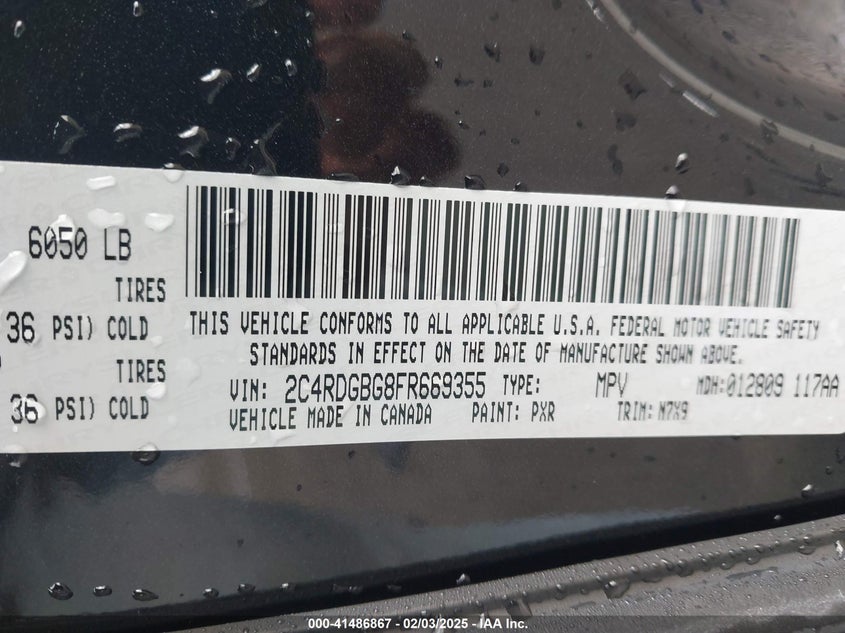 6050 LB
TIRES
36 PSI) COLD
TIRES
36 PSI) COLD
THIS VEHICLE CONFORMS TO ALL APPLICABLE U.S.A. FEDERAL MOTOR VEHICLE SAFETY
STANDARDS IN EFFECT ON THE DATE OF MANUFACTURE SHOWN ABOVE.
VIN: 2C4RDGBG8FR669355 TYPE: MPV MDH:012809 117AA
VEHICLE MADE IN CANADA PAINT: PXR TRIM: N7X9
000-41486867 - 02/03/2025 - IAA Inc.